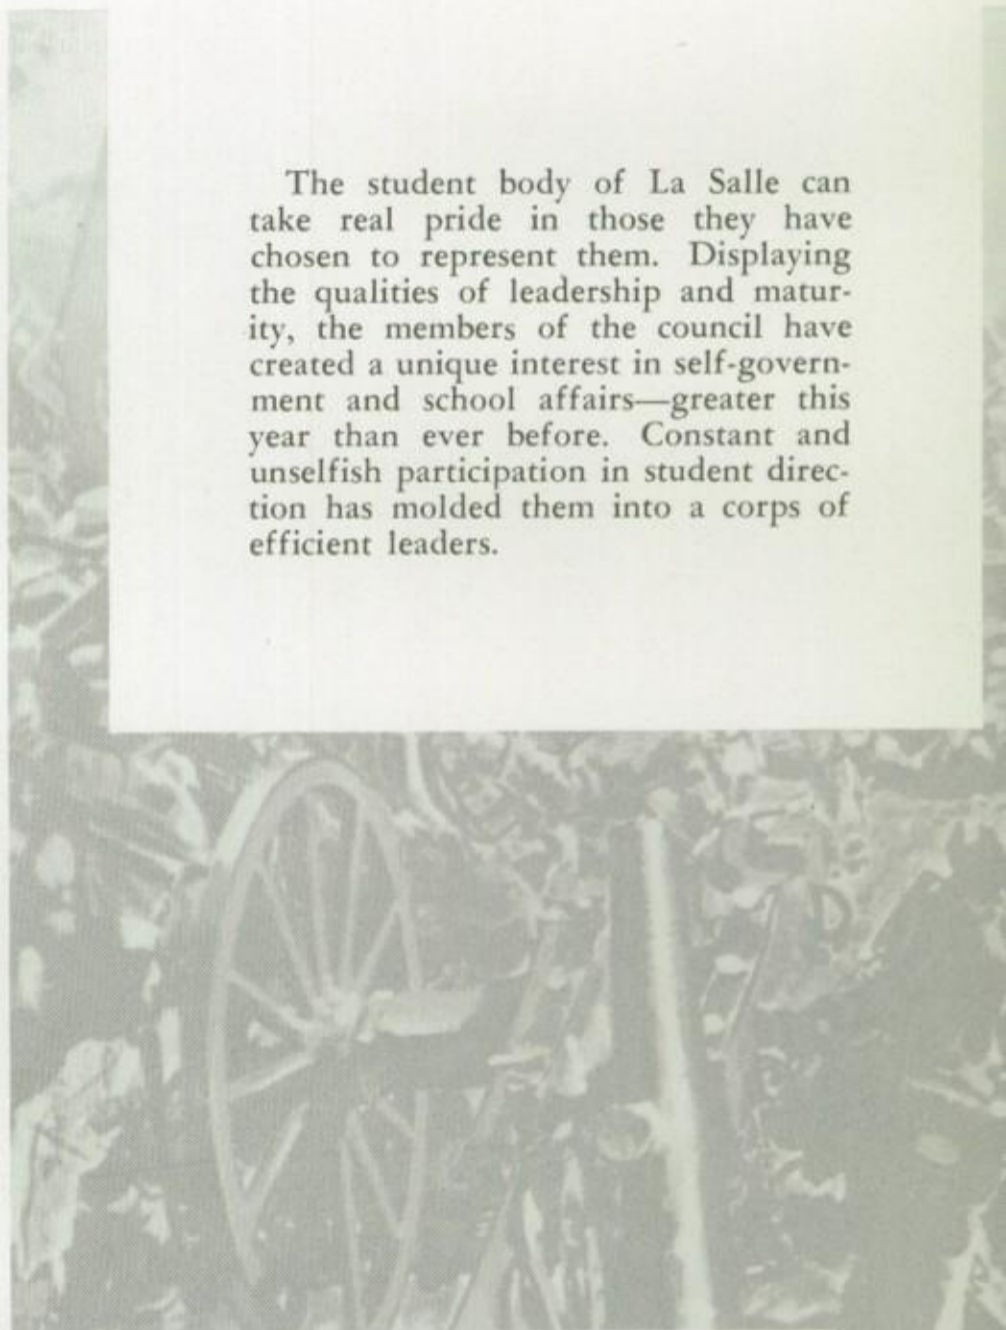 The student body of La Salle can
take real pride in those they have
chosen to represent them. Displaying
the qualities of leadership and matur-
ity, the members of the council have
created a unique interest in self-govern-
ment and school affairs—greater this
year than ever before. Constant and
unselfish participation in student direc-
tion has molded them into a corps of
efficient leaders.